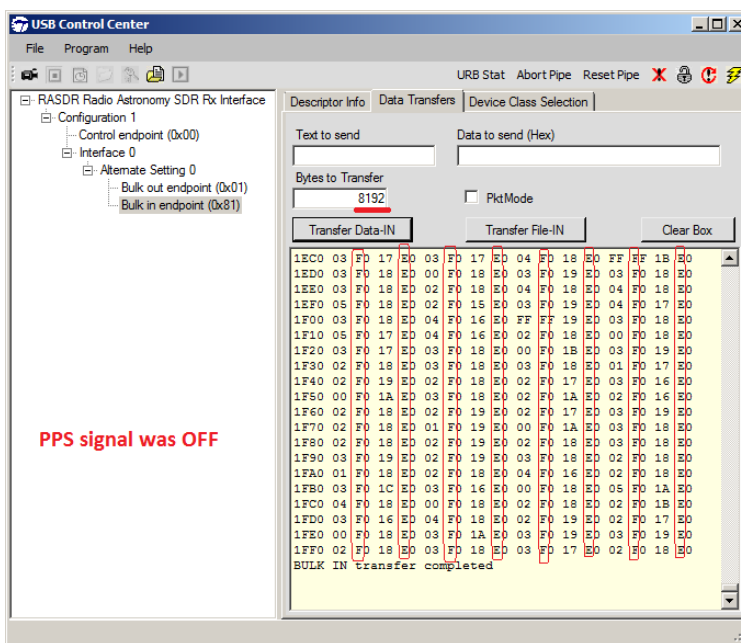 USB Control Center
File Program Help
URB Stat Abort Pipe Reset Pipe
RASDR Radio Astronomy SDR Rx Interface
Configuration 1
Control endpoint (0x00)
Interface 0
Alternate Setting 0
Bulk out endpoint (0x01)
Bulk in endpoint (0x81)
PPS signal was OFF
Descriptor Info Data Transfers Device Class Selection
Text to send Data to send (Hex)
Bytes to Transfer
8192 PktMode
Transfer Data-IN Transfer File-IN Clear Box
1EC0 03 F0 17 E0 03 F0 17 E0 04 F0 18 E0 FF FF 1B E0
1ED0 03 F0 18 E0 00 F0 18 E0 03 F0 19 E0 03 F0 18 E0
1EE0 03 F0 18 E0 02 F0 18 E0 04 F0 18 E0 04 F0 18 E0
1EF0 05 F0 18 E0 02 F0 15 E0 03 F0 19 E0 04 F0 17 E0
1F00 03 F0 18 E0 04 F0 16 E0 FF FF 19 E0 03 F0 18 E0
1F10 05 F0 17 E0 04 F0 16 E0 02 F0 18 E0 00 F0 18 E0
1F20 03 F0 17 E0 03 F0 18 E0 00 F0 1B E0 03 F0 19 E0
1F30 02 F0 18 E0 03 F0 18 E0 03 F0 18 E0 01 F0 17 E0
1F40 02 F0 19 E0 02 F0 18 E0 02 F0 17 E0 03 F0 16 E0
1F50 00 F0 1A E0 03 F0 18 E0 02 F0 1A E0 02 F0 16 E0
1F60 02 F0 18 E0 02 F0 19 E0 02 F0 17 E0 03 F0 19 E0
1F70 02 F0 18 E0 01 F0 19 E0 00 F0 1A E0 03 F0 18 E0
1F80 02 F0 18 E0 02 F0 19 E0 02 F0 18 E0 03 F0 18 E0
1F90 03 F0 19 E0 02 F0 19 E0 03 F0 18 E0 02 F0 18 E0
1FA0 01 F0 18 E0 02 F0 18 E0 04 F0 16 E0 02 F0 18 E0
1FB0 03 F0 1C E0 03 F0 16 E0 00 F0 18 E0 05 F0 1A E0
1FC0 04 F0 18 E0 00 F0 18 E0 02 F0 18 E0 02 F0 1B E0
1FD0 03 F0 16 E0 04 F0 18 E0 02 F0 19 E0 02 F0 17 E0
1FE0 00 F0 18 E0 03 F0 1A E0 03 F0 19 E0 03 F0 19 E0
1FF0 02 F0 18 E0 03 F0 18 E0 03 F0 17 E0 02 F0 18 E0
BULK IN transfer completed